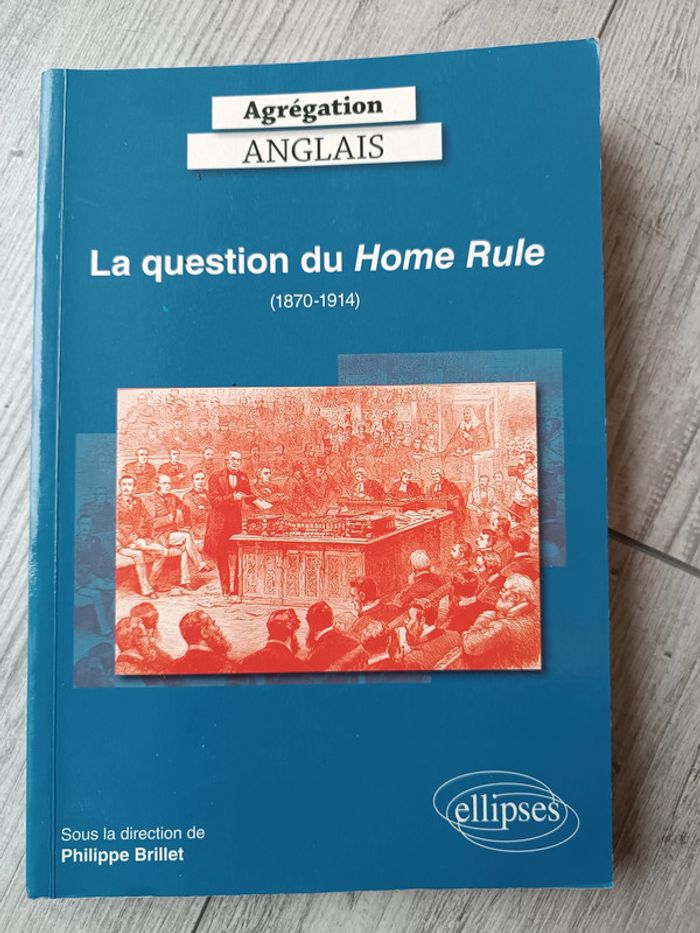 Agrégation
ANGLAIS
La question du Home Rule
(1870-1914)
ellipses
Sous la direction de
Philippe Brillet